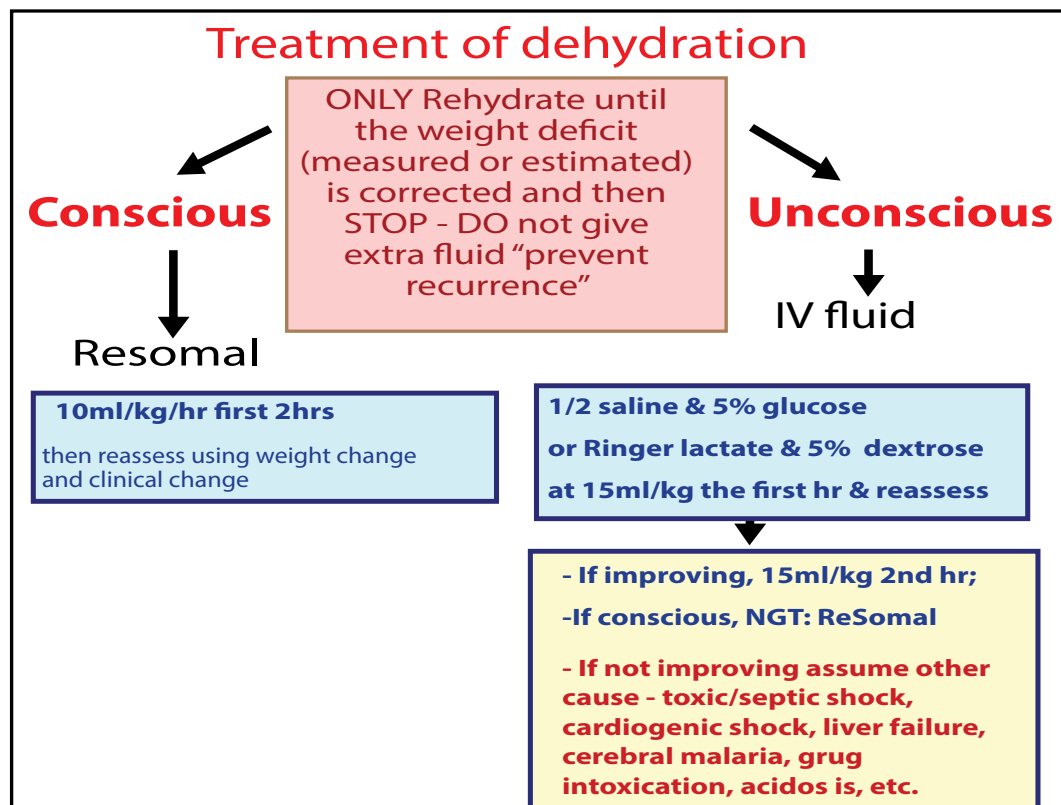 Treatment of dehydration
ONLY Rehydrate until
the weight deficit
(measured or estimated)
is corrected and then
STOP - DO not give
extra fluid “prevent
recurrence”
Conscious
Resomal
10ml/kg/hr first 2hrs
then reassess using weight change
and clinical change
Unconscious
IV fluid
1/2 saline & 5% glucose
or Ringer lactate & 5% dextrose
at 15ml/kg the first hr & reassess
- If improving, 15ml/kg 2nd hr;
-If conscious, NGT: ReSomal
- If not improving assume other
cause - toxic/septic shock,
cardiogenic shock, liver failure,
cerebral malaria, grug
intoxication, acidos is, etc.